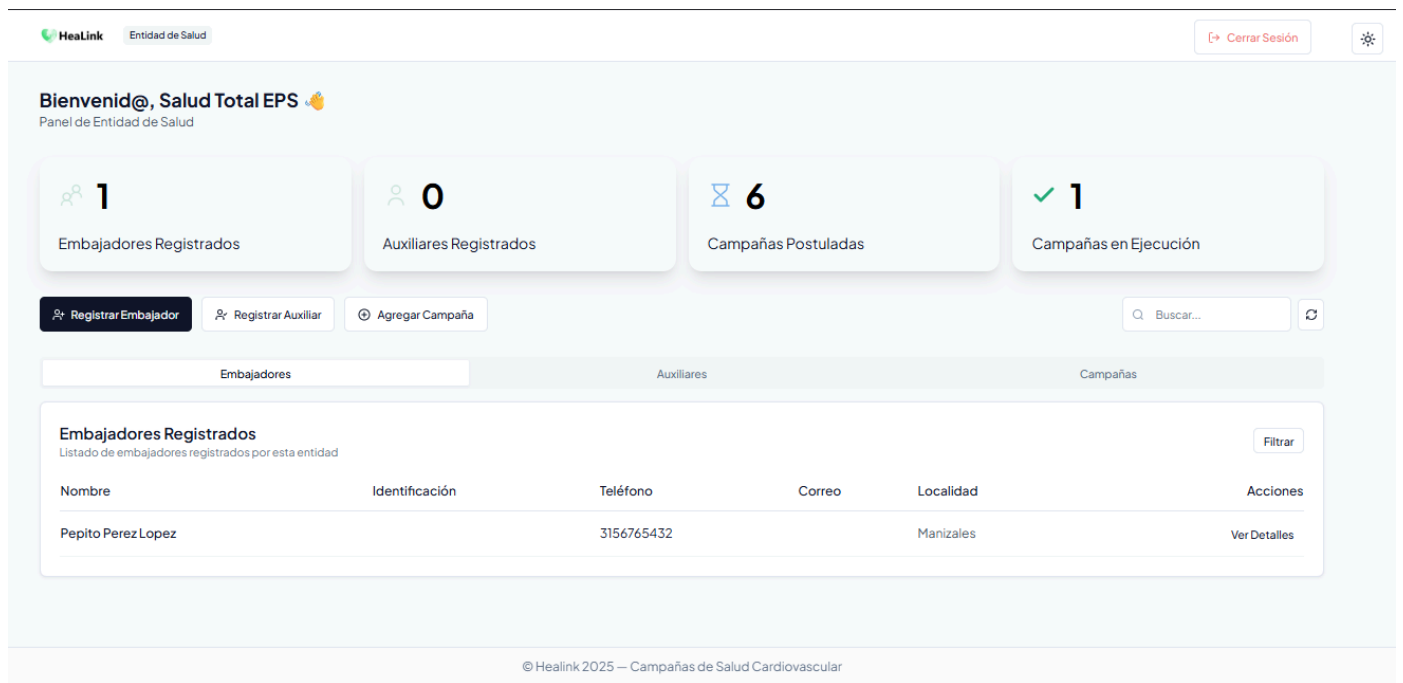 HeaLink Entidad de Salud Cerrar Sesión
Bienvenid@, Salud Total EPS 👋
Panel de Entidad de Salud
1 0 6 1
Embajadores Registrados Auxiliares Registrados Campañas Postuladas Campañas en Ejecución
Registrar Embajador Registrar Auxiliar Agregar Campaña Buscar...
Embajadores Auxiliares Campañas
Embajadores Registrados
Filtrar
Listado de embajadores registrados por esta entidad
Nombre Identificación Teléfono Correo Localidad Acciones
Pepito Perez Lopez 3156765432 Manizales Ver Detalles
© Healink 2025 — Campañas de Salud Cardiovascular